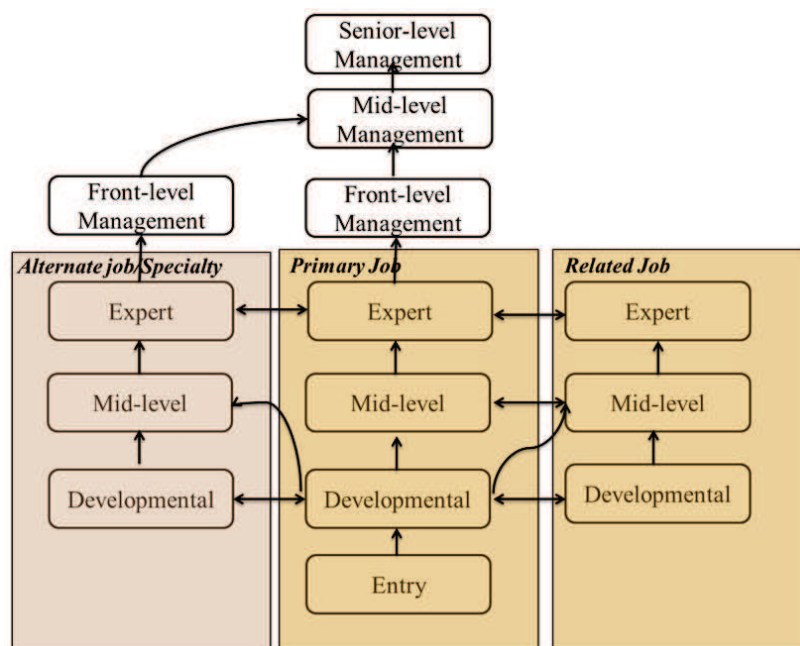 Senior-level
Management
Mid-level
Management
Front-level
Management
Front-level
Management
Alternate job/Specialty
Primary Job
Related Job
Expert
Expert
Expert
Mid-level
Mid-level
Mid-level
Developmental
Developmental
Developmental
Entry